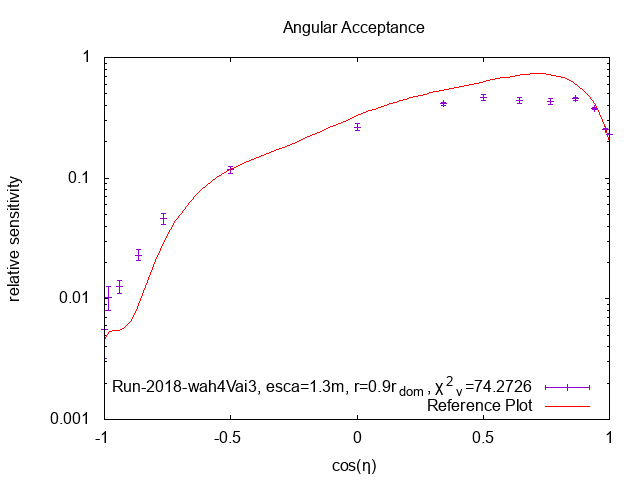 Angular Acceptance
1
0.1
0.01
0.001
relative sensitivity
Run-2018-wah4Vai3, esca=1.3m, r=0.9r_dom, χ²_ν=74.2726
Reference Plot
-1 -0.5 0 0.5 1
cos(η)